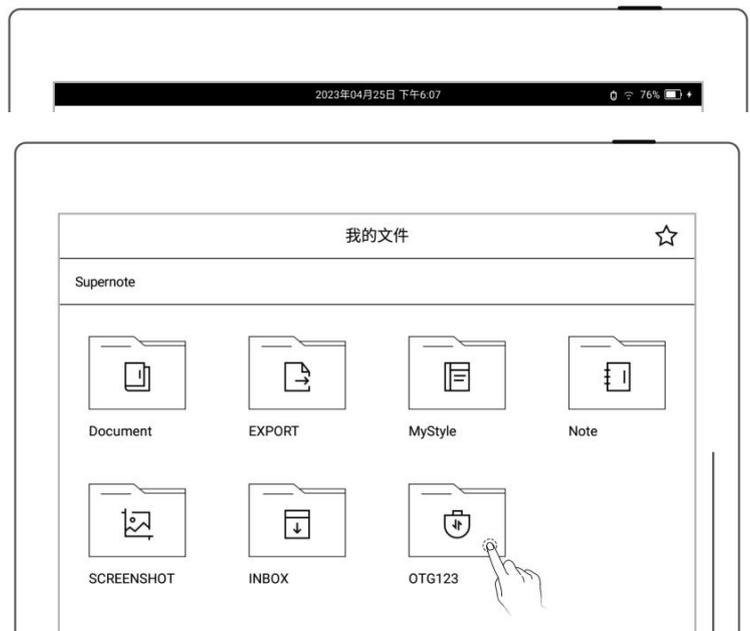 2023年04月25日 下午6:07 76%
我的文件
Supernote
Document EXPORT MyStyle Note
SCREENSHOT INBOX OTG123